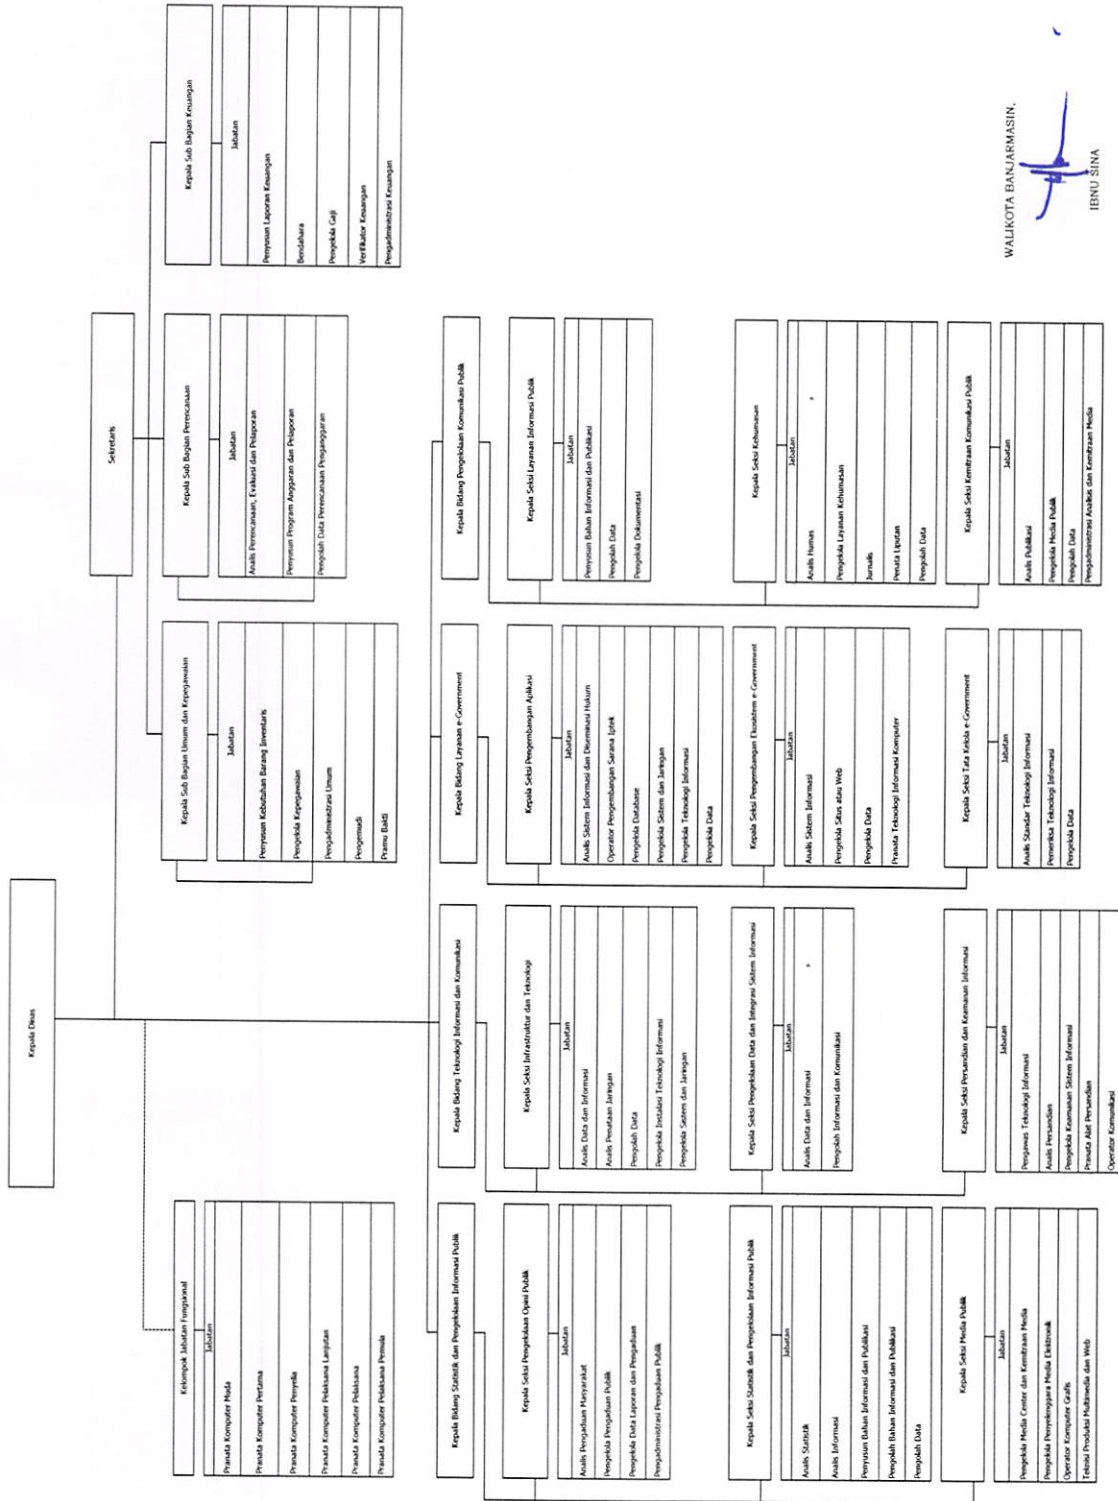 Kepala Dinas
Sekretaris
Kelompok Jabatan Fungsional
Jabatan
Pranata Komputer Muda
Pranata Komputer Pertama
Pranata Komputer Penyelia
Pranata Komputer Pelaksana Lanjutan
Pranata Komputer Pelaksana
Pranata Komputer Pelaksana Pemula
Kepala Sub Bagian Umum dan Kepegawaian
Jabatan
Penyusun Kebutuhan Barang Inventaris
Pengelola Kepegawaian
Pengadministrasi Umum
Pengemudi
Pramu Bakti
Kepala Sub Bagian Perencanaan
Jabatan
Analis Perencanaan, Evaluasi dan Pelaporan
Penyusun Program Anggaran dan Pelaporan
Pengolah Data Perencanaan Penganggaran
Kepala Sub Bagian Keuangan
Jabatan
Penyusun Laporan Keuangan
Bendahara
Pengelola Gaji
Verifikator Keuangan
Pengadministrasi Keuangan
Kepala Bidang Statistik dan Pengelolaan Informasi Publik
Kepala Seksi Pengelolaan Opini Publik
Jabatan
Analis Pengaduan Masyarakat
Pengelola Pengaduan Publik
Pengelola Data Laporan dan Pengaduan
Pengadministrasi Pengaduan Publik
Kepala Seksi Statistik dan Pengelolaan Informasi Publik
Jabatan
Analis Statistik
Analis Informasi
Penyusun Bahan Informasi dan Publikasi
Pengolah Bahan Informasi dan Publikasi
Pengolah Data
Kepala Seksi Media Publik
Jabatan
Pengelola Media Center dan Kemitraan Media
Pengelola Penyelenggara Media Elektronik
Operator Komputer Grafis
Teknisi Produksi Multimedia dan Web
Kepala Bidang Teknologi Informasi dan Komunikasi
Kepala Seksi Infrastruktur dan Teknologi
Jabatan
Analis Data dan Informasi
Analis Penataan Jaringan
Pengolah Data
Pengelola Instalasi Teknologi Informasi
Pengelola Sistem dan Jaringan
Kepala Seksi Pengelolaan Data dan Integrasi Sistem Informasi
Jabatan
Analis Data dan Informasi
Pengolah Informasi dan Komunikasi
Kepala Seksi Persandian dan Keamanan Informasi
Jabatan
Pengawas Teknologi Informasi
Analis Persandian
Pengelola Keamanan Sistem Informasi
Pranata Alat Persandian
Operator Komunikasi
Kepala Bidang Layanan e-Government
Kepala Seksi Pengembangan Aplikasi
Jabatan
Analis Sistem Informasi dan Diseminasi Hukum
Operator Pengembangan Sarana Iptek
Pengelola Database
Pengelola Sistem dan Jaringan
Pengelola Teknologi Informasi
Pengelola Data
Kepala Seksi Pengembangan Ekosistem e-Government
Jabatan
Analis Sistem Informasi
Pengelola Situs atau Web
Pengelola Data
Pranata Teknologi Informasi Komputer
Kepala Seksi Tata Kelola e-Government
Jabatan
Analis Standar Teknologi Informasi
Pemeriksa Teknologi Informasi
Pengelola Data
Kepala Bidang Pengelolaan Komunikasi Publik
Kepala Seksi Layanan Informasi Publik
Jabatan
Penyusun Bahan Informasi dan Publikasi
Pengolah Data
Pengelola Dokumentasi
Kepala Seksi Kehumasan
Jabatan
Analis Humas
Pengelola Layanan Kehumasan
Jurnalis
Penata Liputan
Pengolah Data
Kepala Seksi Kemitraan Komunikasi Publik
Jabatan
Analis Publikasi
Pengelola Media Publik
Pengolah Data
Pengadministrasi Analisis dan Kemitraan Media
WALIKOTA BANJARMASIN,
IBNU SINA